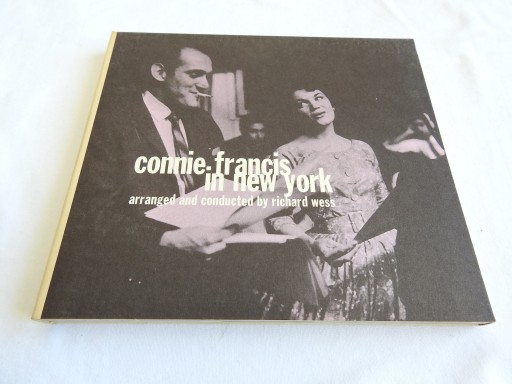 connie francis
in new york
arranged and conducted by richard wess